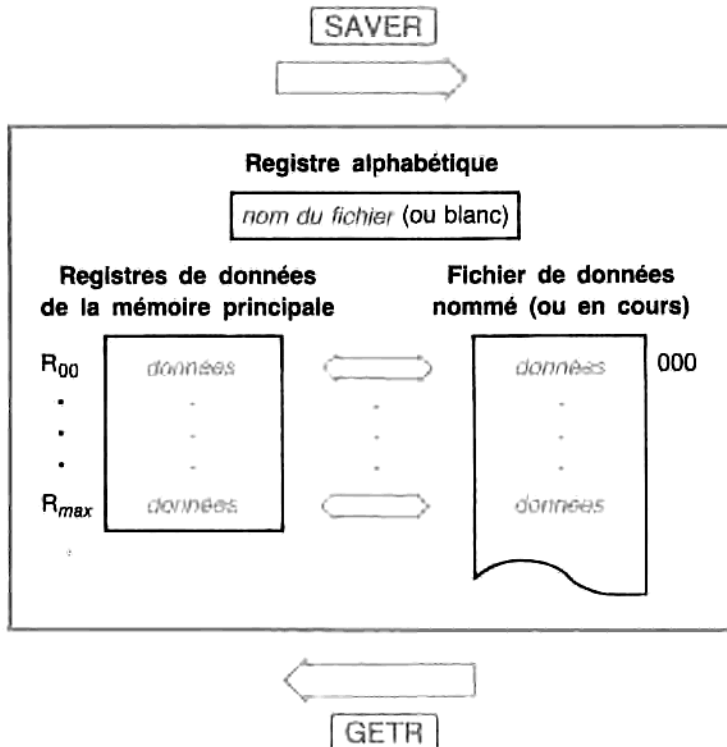 SAVER
Registre alphabétique
nom du fichier (ou blanc)
Registres de données
de la mémoire principale
Fichier de données
nommé (ou en cours)
R00 données données 000
Rmax données données
GETR